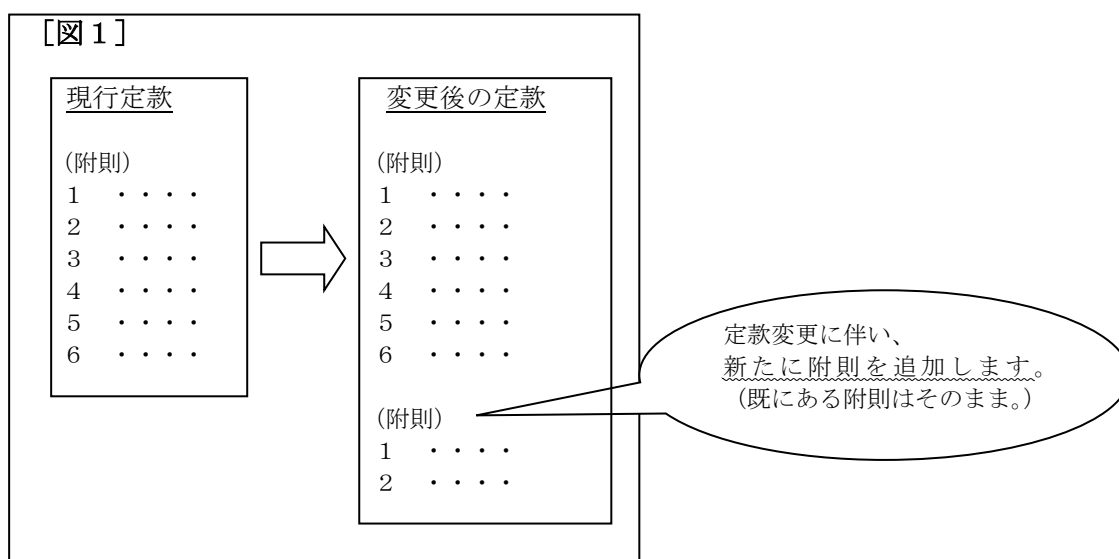 ［図１］
現行定款
(附則)
１　・・・・
２　・・・・
３　・・・・
４　・・・・
５　・・・・
６　・・・・
変更後の定款
(附則)
１　・・・・
２　・・・・
３　・・・・
４　・・・・
５　・・・・
６　・・・・
(附則)
１　・・・・
２　・・・・
定款変更に伴い、
新たに附則を追加します。
（既にある附則はそのまま。）